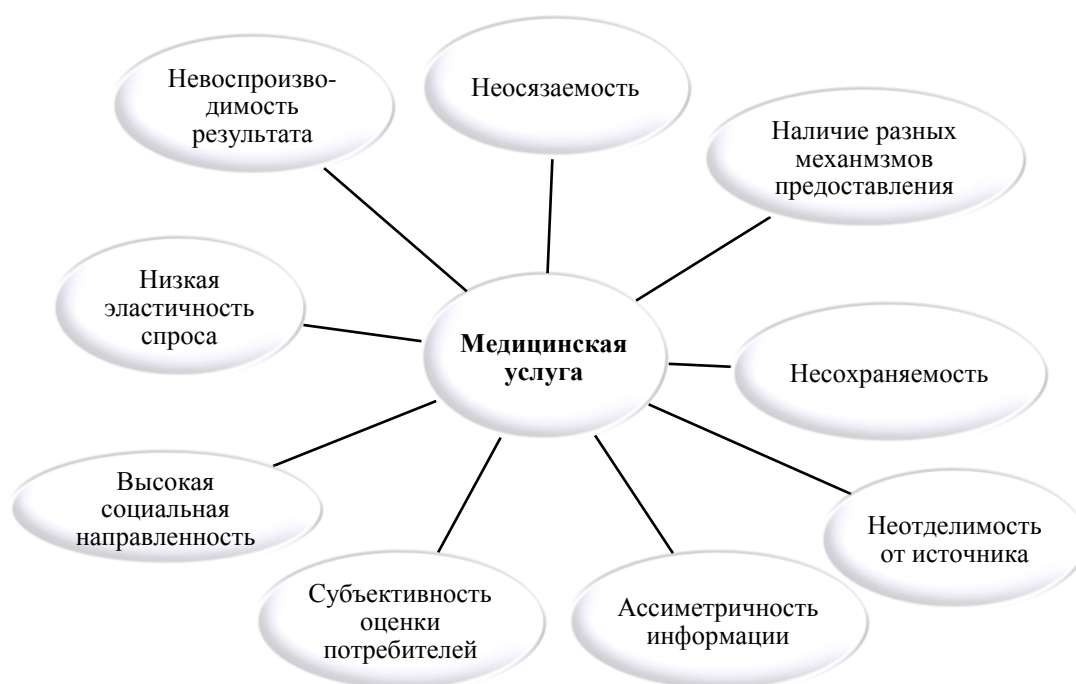 Невоспроизво-
димость
результата
Неосязаемость
Наличие разных
механмзмов
предоставления
Низкая
эластичность
спроса
Медицинская
услуга
Несохраняемость
Высокая
социальная
направленность
Неотделимость
от источника
Субъективность
оценки
потребителей
Ассиметричность
информации